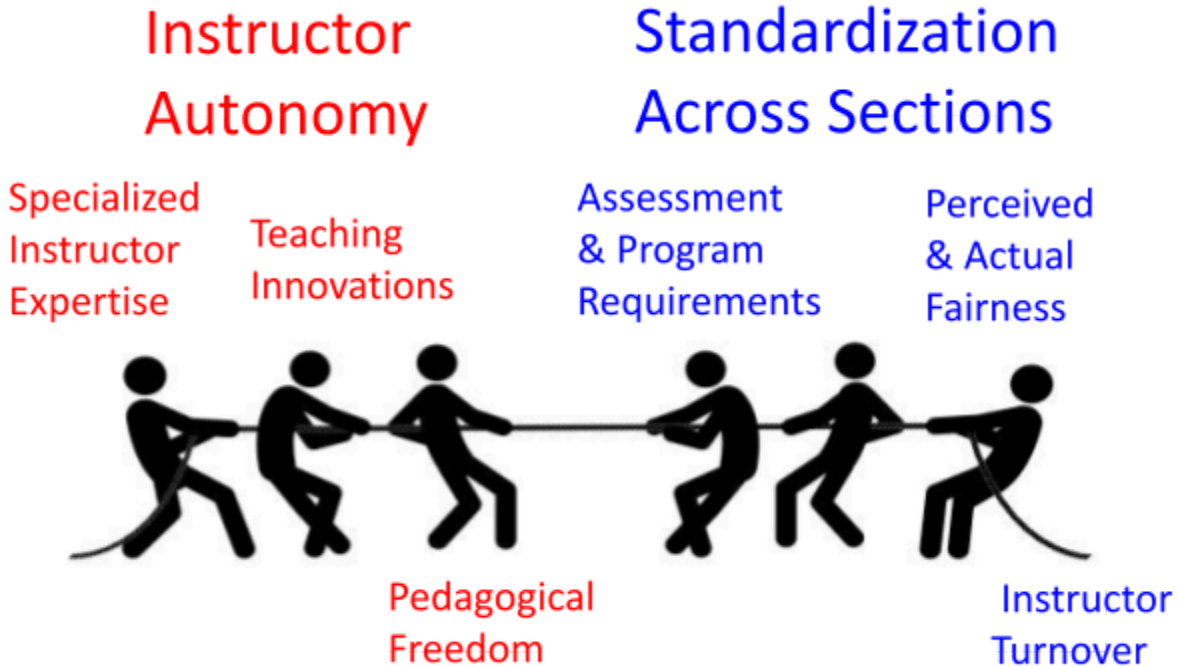 Instructor
Autonomy
Standardization
Across Sections
Specialized
Instructor
Expertise
Teaching
Innovations
Assessment
& Program
Requirements
Perceived
& Actual
Fairness
Pedagogical
Freedom
Instructor
Turnover